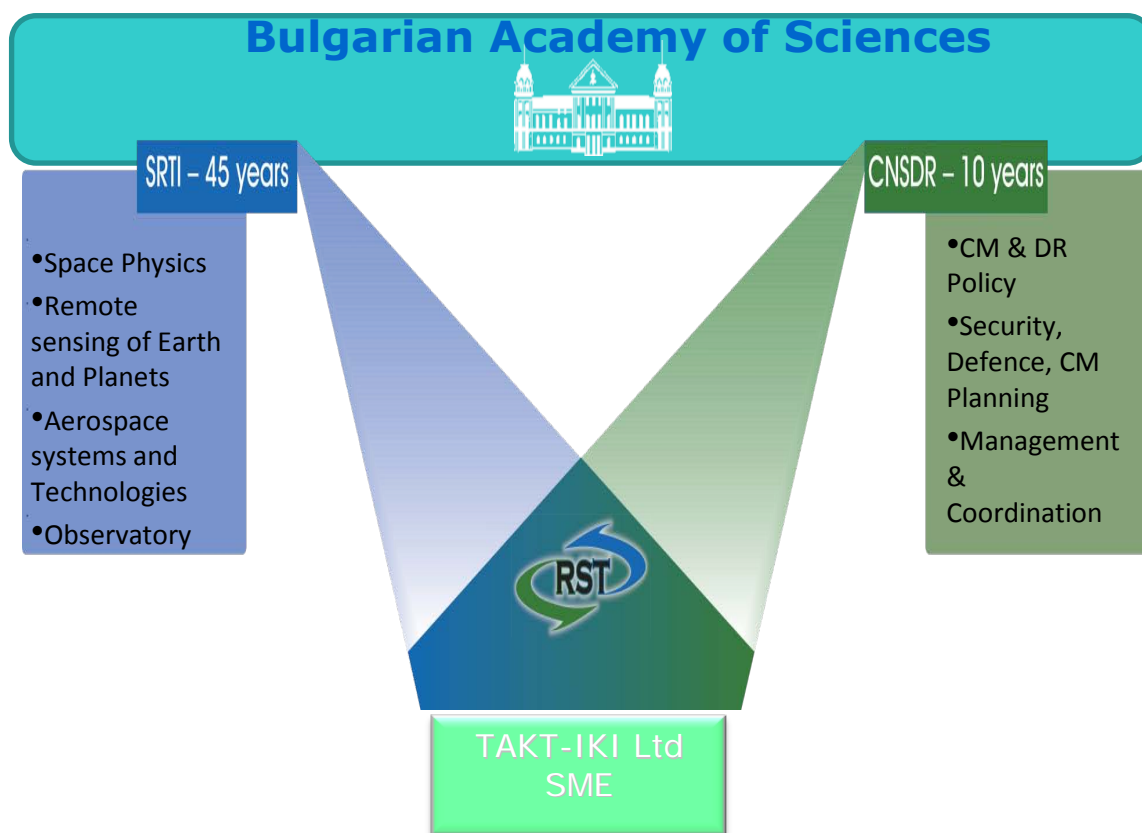 Bulgarian Academy of Sciences
SRTI – 45 years
CNSDR – 10 years
•Space Physics
•Remote
sensing of Earth
and Planets
•Aerospace
systems and
Technologies
•Observatory
•CM & DR
Policy
•Security,
Defence, CM
Planning
•Management
&
Coordination
RST
TAKT-IKI Ltd
SME